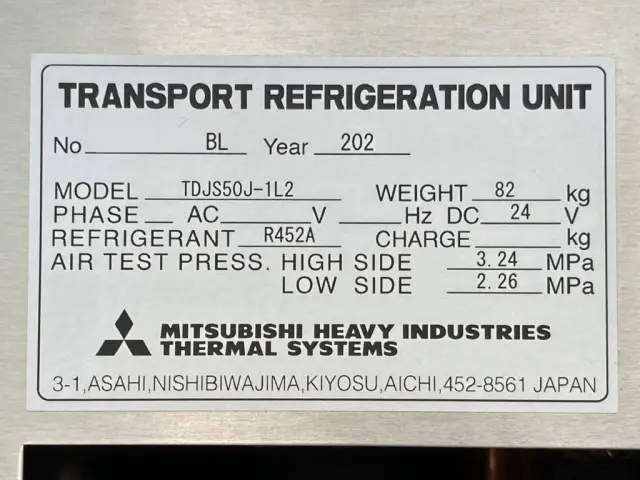 TRANSPORT REFRIGERATION UNIT
No BL Year 202
MODEL TDJS50J-1L2 WEIGHT 82 kg
PHASE AC V Hz DC 24 V
REFRIGERANT R452A CHARGE kg
AIR TEST PRESS. HIGH SIDE 3.24 MPa
LOW SIDE 2.26 MPa
MITSUBISHI HEAVY INDUSTRIES
THERMAL SYSTEMS
3-1,ASAHI,NISHIBIWAJIMA,KIYOSU,AICHI,452-8561 JAPAN